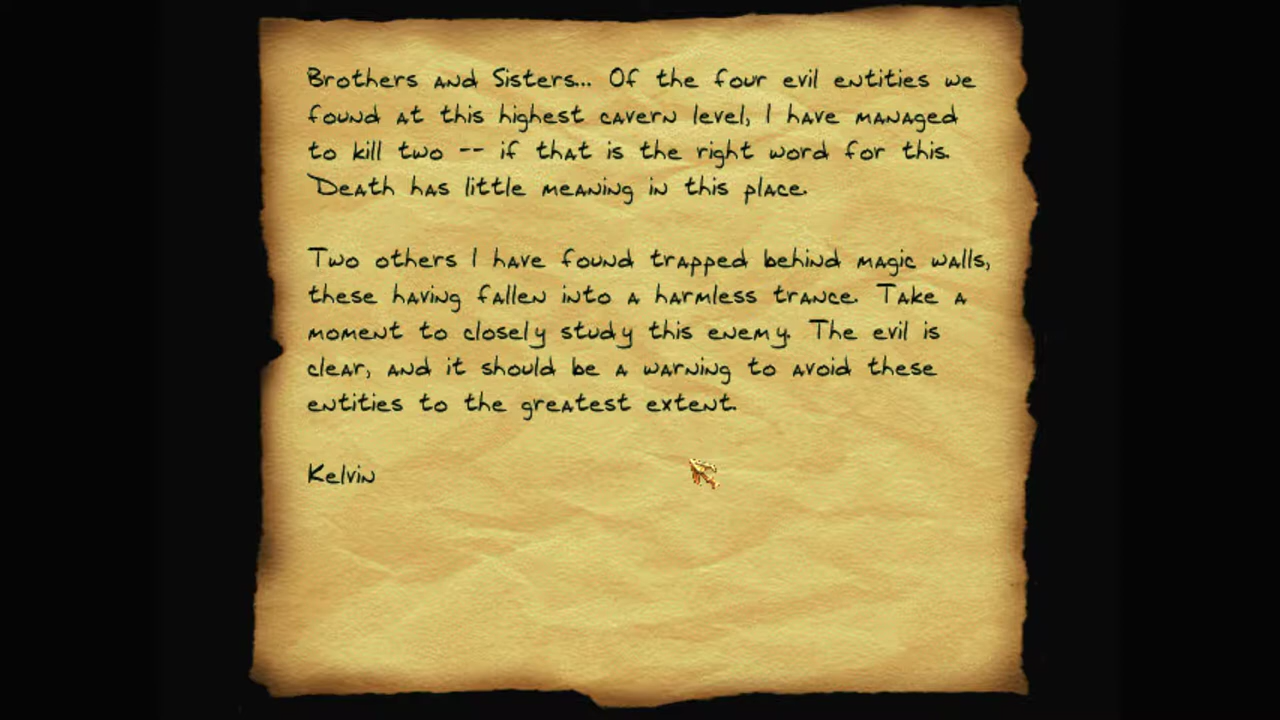 Brothers and Sisters... Of the four evil entities we
found at this highest cavern level, I have managed
to kill two -- if that is the right word for this.
Death has little meaning in this place.
Two others I have found trapped behind magic walls,
these having fallen into a harmless trance. Take a
moment to closely study this enemy. The evil is
clear, and it should be a warning to avoid these
entities to the greatest extent.
Kelvin